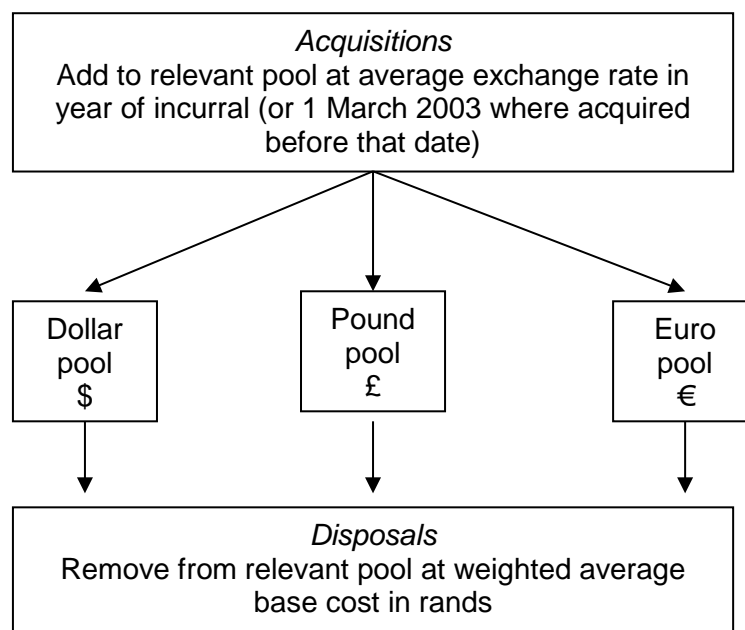 Acquisitions
Add to relevant pool at average exchange rate in
year of incurral (or 1 March 2003 where acquired
before that date)
Dollar
pool
$
Pound
pool
£
Euro
pool
€
Disposals
Remove from relevant pool at weighted average
base cost in rands